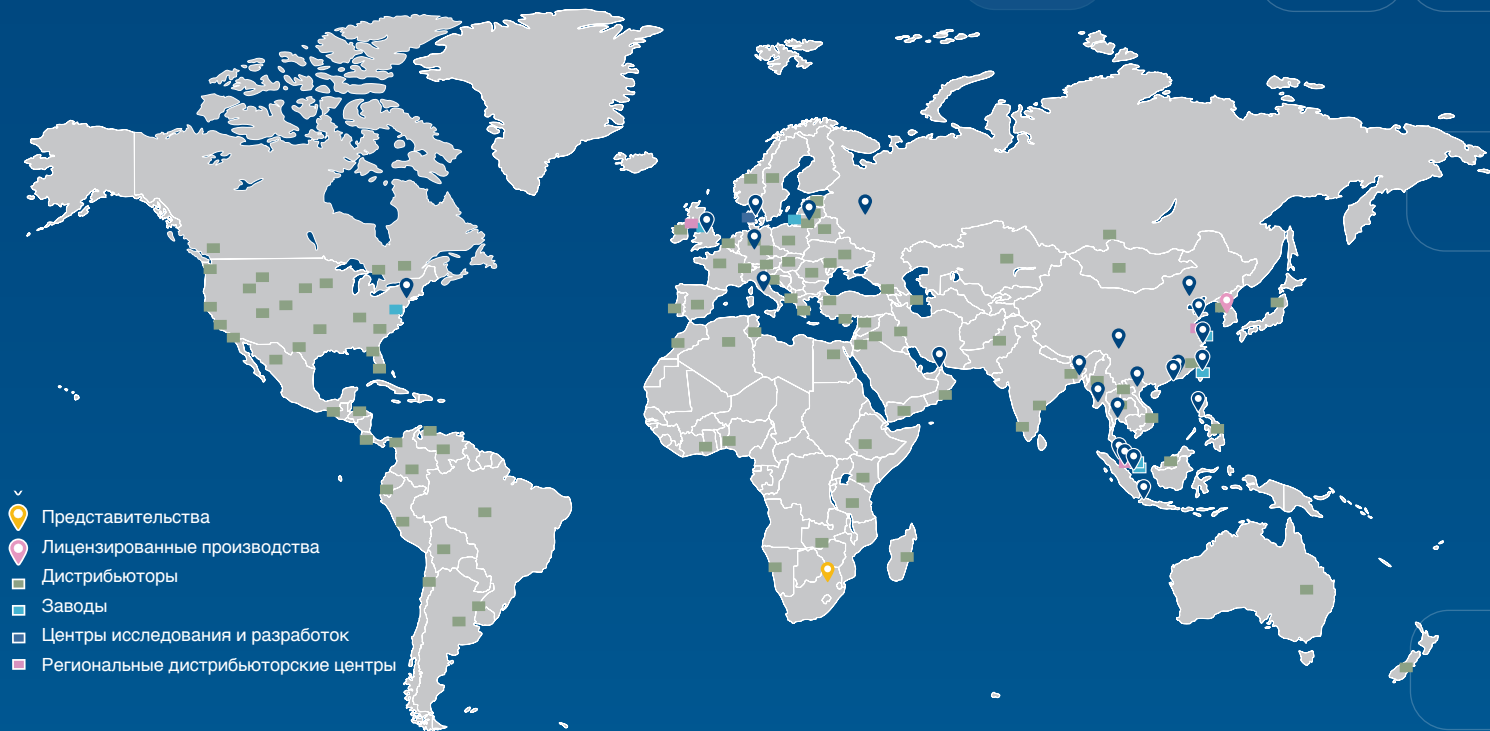 Представительства
Лицензированные производства
Дистрибьюторы
Заводы
Центры исследования и разработок
Региональные дистрибьюторские центры